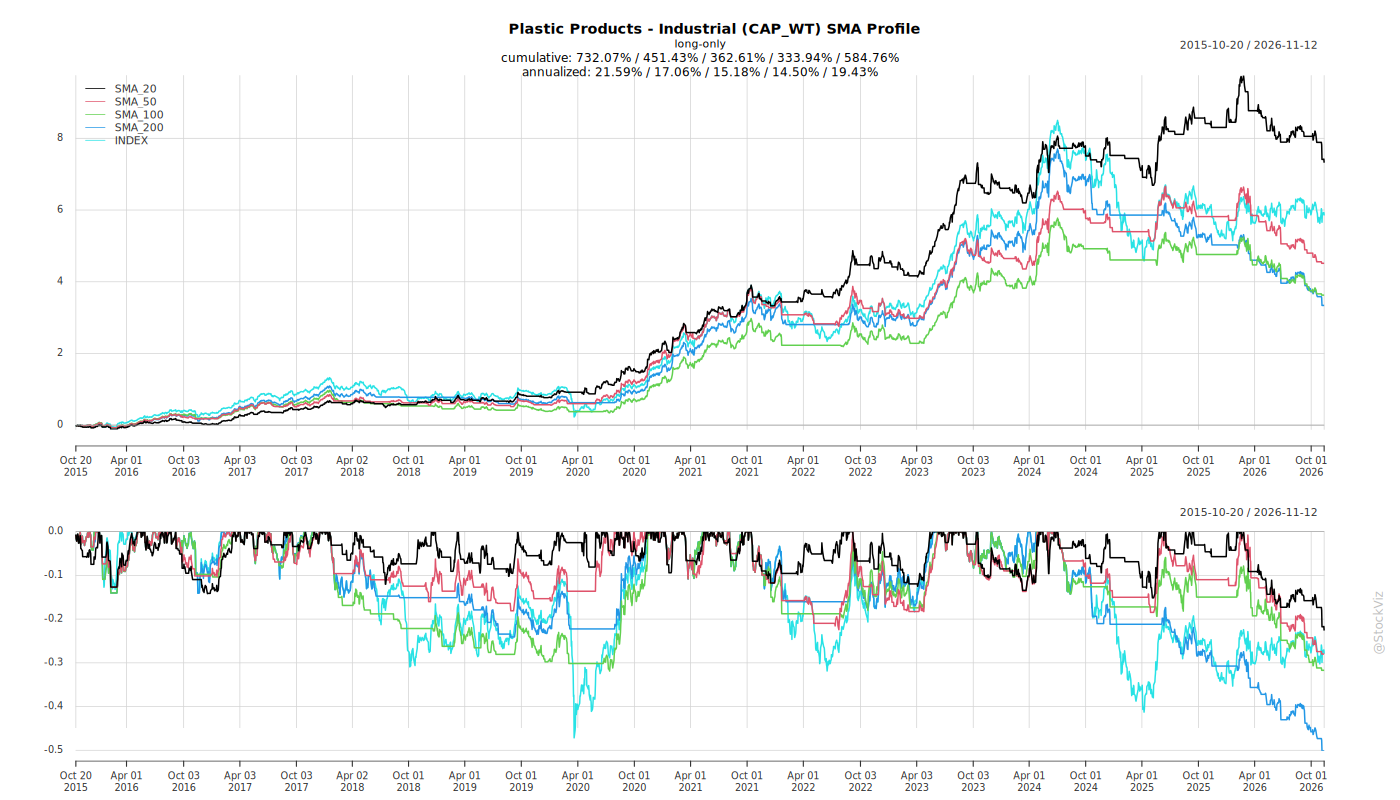 Plastic Products - Industrial (CAP_WT) SMA Profile
long-only
cumulative: 732.07% / 451.43% / 362.61% / 333.94% / 584.76%
annualized: 21.59% / 17.06% / 15.18% / 14.50% / 19.43%
2015-10-20 / 2026-11-12
SMA_20
SMA_50
SMA_100
SMA_200
INDEX
8
6
4
2
0
Oct 20 Apr 01 Oct 03 Apr 03 Oct 03 Apr 02 Oct 01 Apr 01 Oct 01 Apr 01 Oct 01 Apr 01 Oct 01 Apr 01 Oct 03 Apr 03 Oct 03 Apr 01 Oct 01 Apr 01 Oct 01 Apr 01 Oct 01
2015 2016 2016 2017 2017 2018 2018 2019 2019 2020 2020 2021 2021 2022 2022 2023 2023 2024 2024 2025 2025 2026 2026
2015-10-20 / 2026-11-12
0.0
-0.1
-0.2
-0.3
-0.4
-0.5
Oct 20 Apr 01 Oct 03 Apr 03 Oct 03 Apr 02 Oct 01 Apr 01 Oct 01 Apr 01 Oct 01 Apr 01 Oct 01 Apr 01 Oct 03 Apr 03 Oct 03 Apr 01 Oct 01 Apr 01 Oct 01 Apr 01 Oct 01
2015 2016 2016 2017 2017 2018 2018 2019 2019 2020 2020 2021 2021 2022 2022 2023 2023 2024 2024 2025 2025 2026 2026
@StockViz